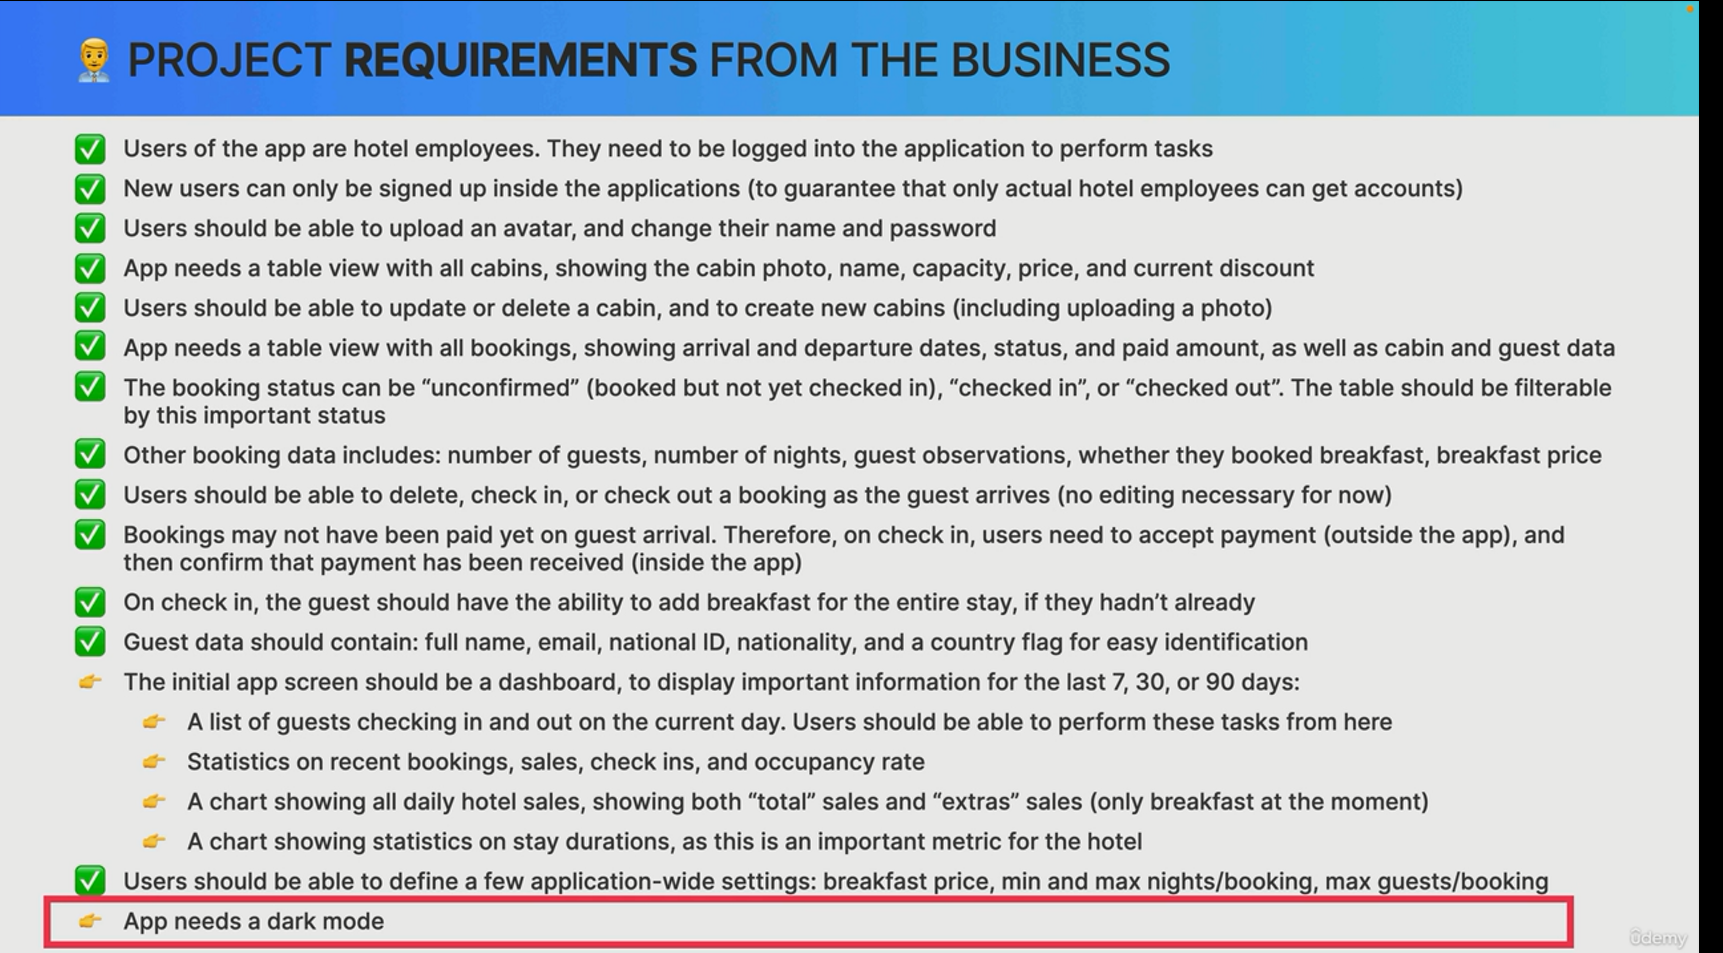 PROJECT REQUIREMENTS FROM THE BUSINESS
Users of the app are hotel employees. They need to be logged into the application to perform tasks
New users can only be signed up inside the applications (to guarantee that only actual hotel employees can get accounts)
Users should be able to upload an avatar, and change their name and password
App needs a table view with all cabins, showing the cabin photo, name, capacity, price, and current discount
Users should be able to update or delete a cabin, and to create new cabins (including uploading a photo)
App needs a table view with all bookings, showing arrival and departure dates, status, and paid amount, as well as cabin and guest data
The booking status can be “unconfirmed” (booked but not yet checked in), “checked in”, or “checked out”. The table should be filterable
by this important status
Other booking data includes: number of guests, number of nights, guest observations, whether they booked breakfast, breakfast price
Users should be able to delete, check in, or check out a booking as the guest arrives (no editing necessary for now)
Bookings may not have been paid yet on guest arrival. Therefore, on check in, users need to accept payment (outside the app), and
then confirm that payment has been received (inside the app)
On check in, the guest should have the ability to add breakfast for the entire stay, if they hadn’t already
Guest data should contain: full name, email, national ID, nationality, and a country flag for easy identification
The initial app screen should be a dashboard, to display important information for the last 7, 30, or 90 days:
A list of guests checking in and out on the current day. Users should be able to perform these tasks from here
Statistics on recent bookings, sales, check ins, and occupancy rate
A chart showing all daily hotel sales, showing both “total” sales and “extras” sales (only breakfast at the moment)
A chart showing statistics on stay durations, as this is an important metric for the hotel
Users should be able to define a few application-wide settings: breakfast price, min and max nights/booking, max guests/booking
App needs a dark mode
ûdemy